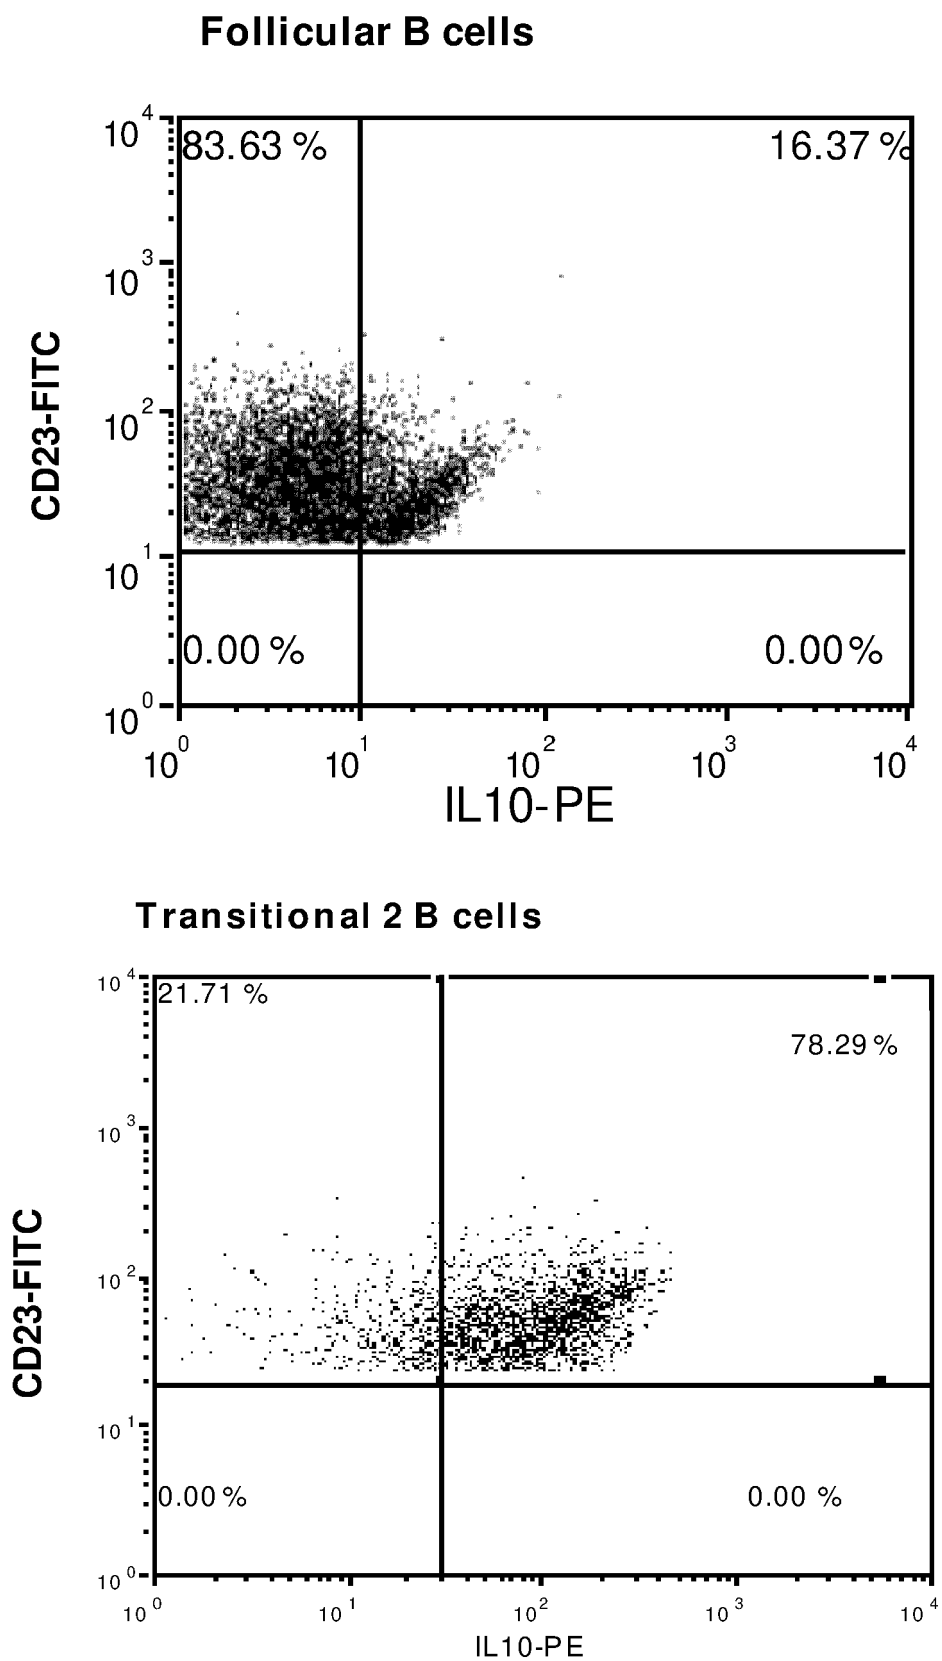 Follicular B cells
10^4
83.63 %
16.37 %
10^3
10^2
CD23-FITC
10^1
0.00 %
0.00%
10^0
10^0 10^1 10^2 10^3 10^4
IL10-PE
Transitional 2 B cells
10^4
21.71 %
78.29 %
10^3
10^2
CD23-FITC
10^1
0.00 %
0.00 %
10^0
10^0 10^1 10^2 10^3 10^4
IL10-PE